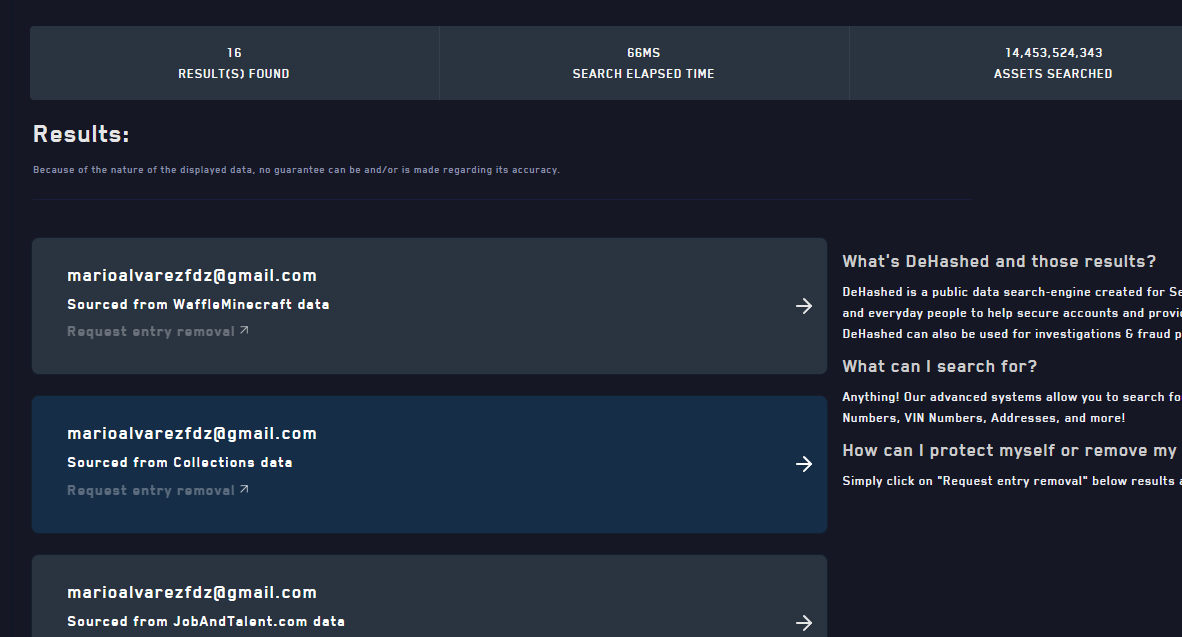 16
RESULT(S) FOUND
66MS
SEARCH ELAPSED TIME
14,453,524,343
ASSETS SEARCHED
Results:
Because of the nature of the displayed data, no guarantee can be and/or is made regarding its accuracy.
marioalvarezfdz@gmail.com
Sourced from WaffleMinecraft data
Request entry removal
marioalvarezfdz@gmail.com
Sourced from Collections data
Request entry removal
marioalvarezfdz@gmail.com
Sourced from JobAndTalent.com data
What's DeHashed and those results?
DeHashed is a public data search-engine created for Se
and everyday people to help secure accounts and provi
DeHashed can also be used for investigations & fraud p
What can I search for?
Anything! Our advanced systems allow you to search fo
Numbers, VIN Numbers, Addresses, and more!
How can I protect myself or remove my
Simply click on "Request entry removal" below results a